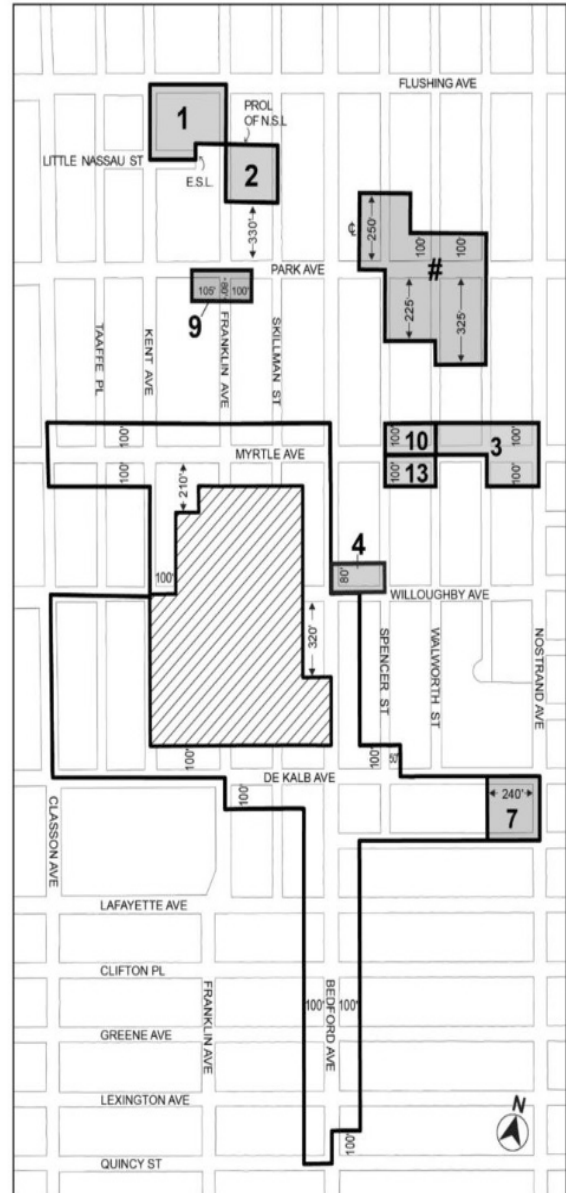 FLUSHING AVE
1
PROL
OF N.S.L
LITTLE NASSAU ST
E.S.L.
2
330'
℄
250'
100'
100'
#
PARK AVE
105'
80'
100'
9
225'
325'
TAAFFE PL
KENT AVE
FRANKLIN AVE
SKILLMAN ST
100'
100'
10
100'
3
MYRTLE AVE
100'
100'
13
100'
210'
4
80'
100'
WILLOUGHBY AVE
320'
SPENCER ST
WALWORTH ST
NOSTRAND AVE
100'
100'
50'
DE KALB AVE
100'
240'
7
CLASSON AVE
LAFAYETTE AVE
CLIFTON PL
FRANKLIN AVE
100'
BEDFORD AVE
100'
GREENE AVE
LEXINGTON AVE
100'
QUINCY ST
N